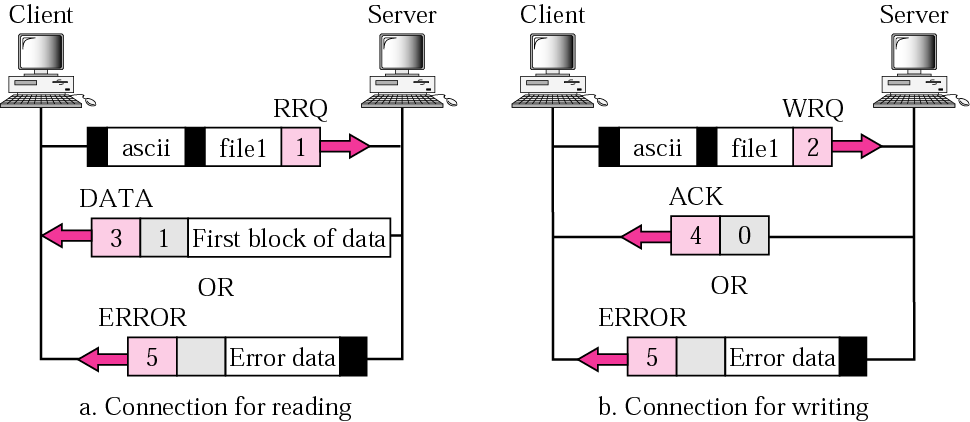 Client
Server
RRQ
ascii file1 1
DATA
3 1 First block of data
OR
ERROR
5 Error data
a. Connection for reading
Client
Server
WRQ
ascii file1 2
ACK
4 0
OR
ERROR
5 Error data
b. Connection for writing